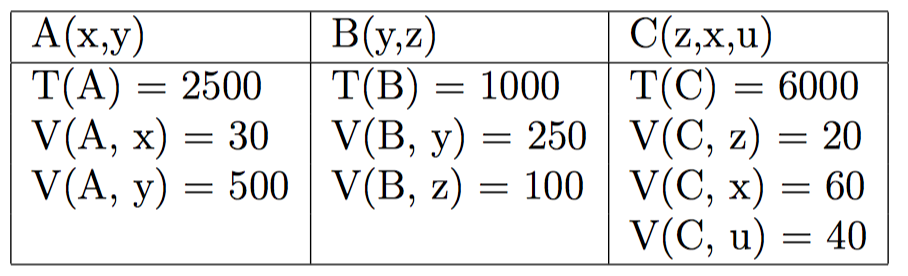 A(x,y) B(y,z) C(z,x,u)
T(A) = 2500 T(B) = 1000 T(C) = 6000
V(A, x) = 30 V(B, y) = 250 V(C, z) = 20
V(A, y) = 500 V(B, z) = 100 V(C, x) = 60
V(C, u) = 40